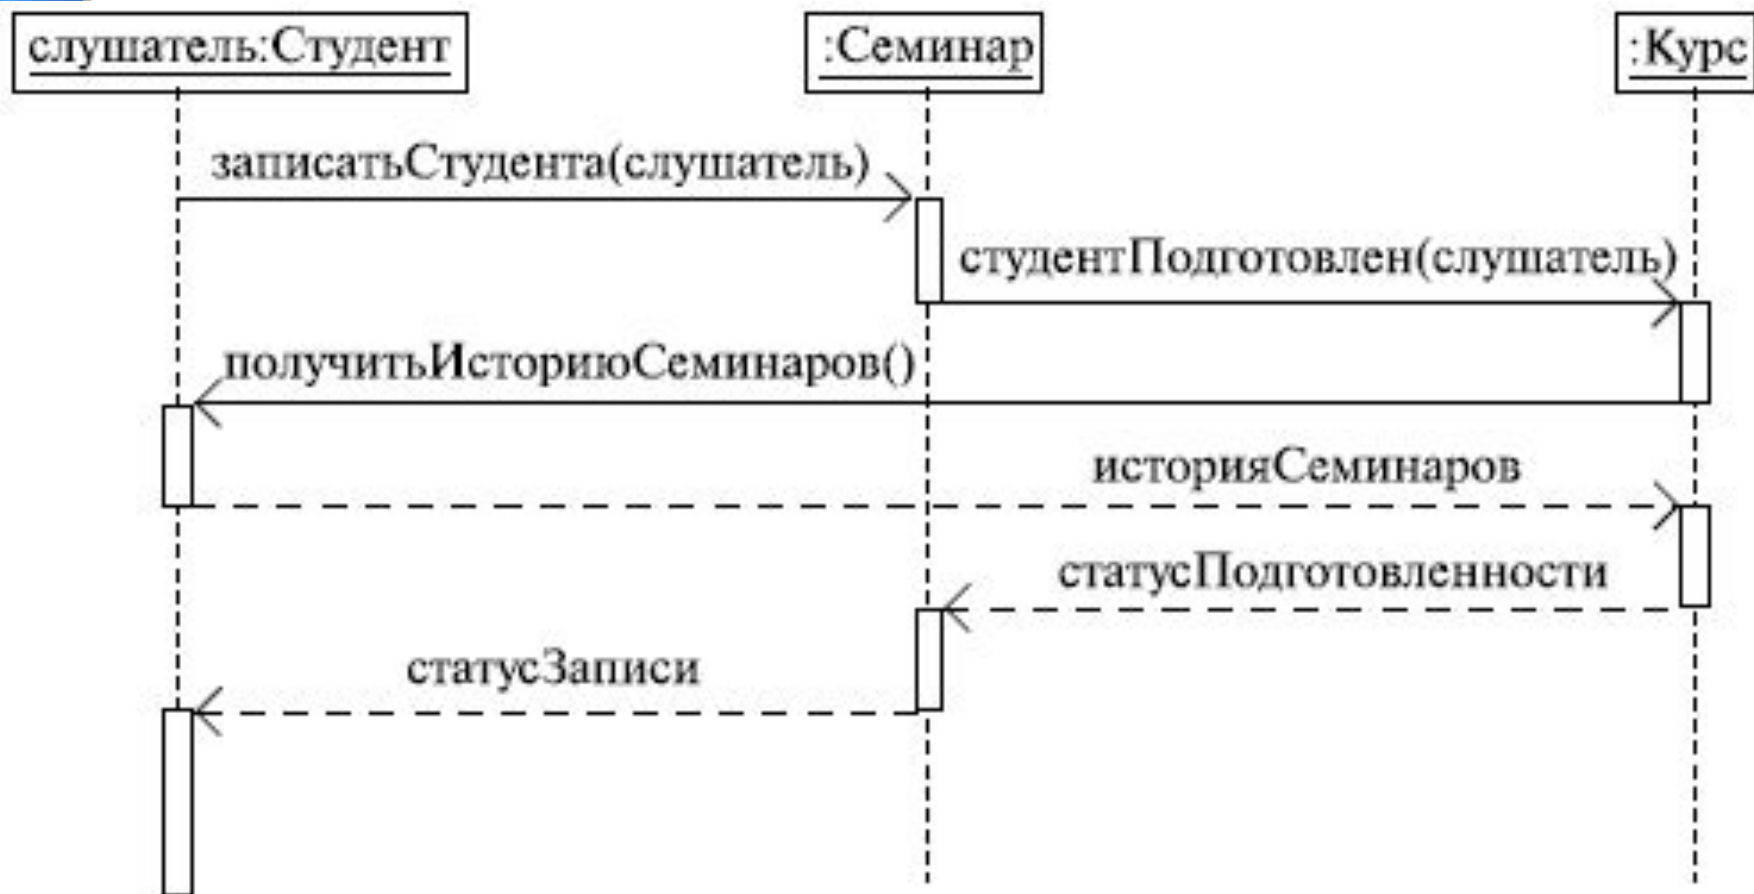 слушатель:Студент
:Семинар
:Курс
записатьСтудента(слушатель)
студентПодготовлен(слушатель)
получитьИсториюСеминаров()
историяСеминаров
статусПодготовленности
статусЗаписи